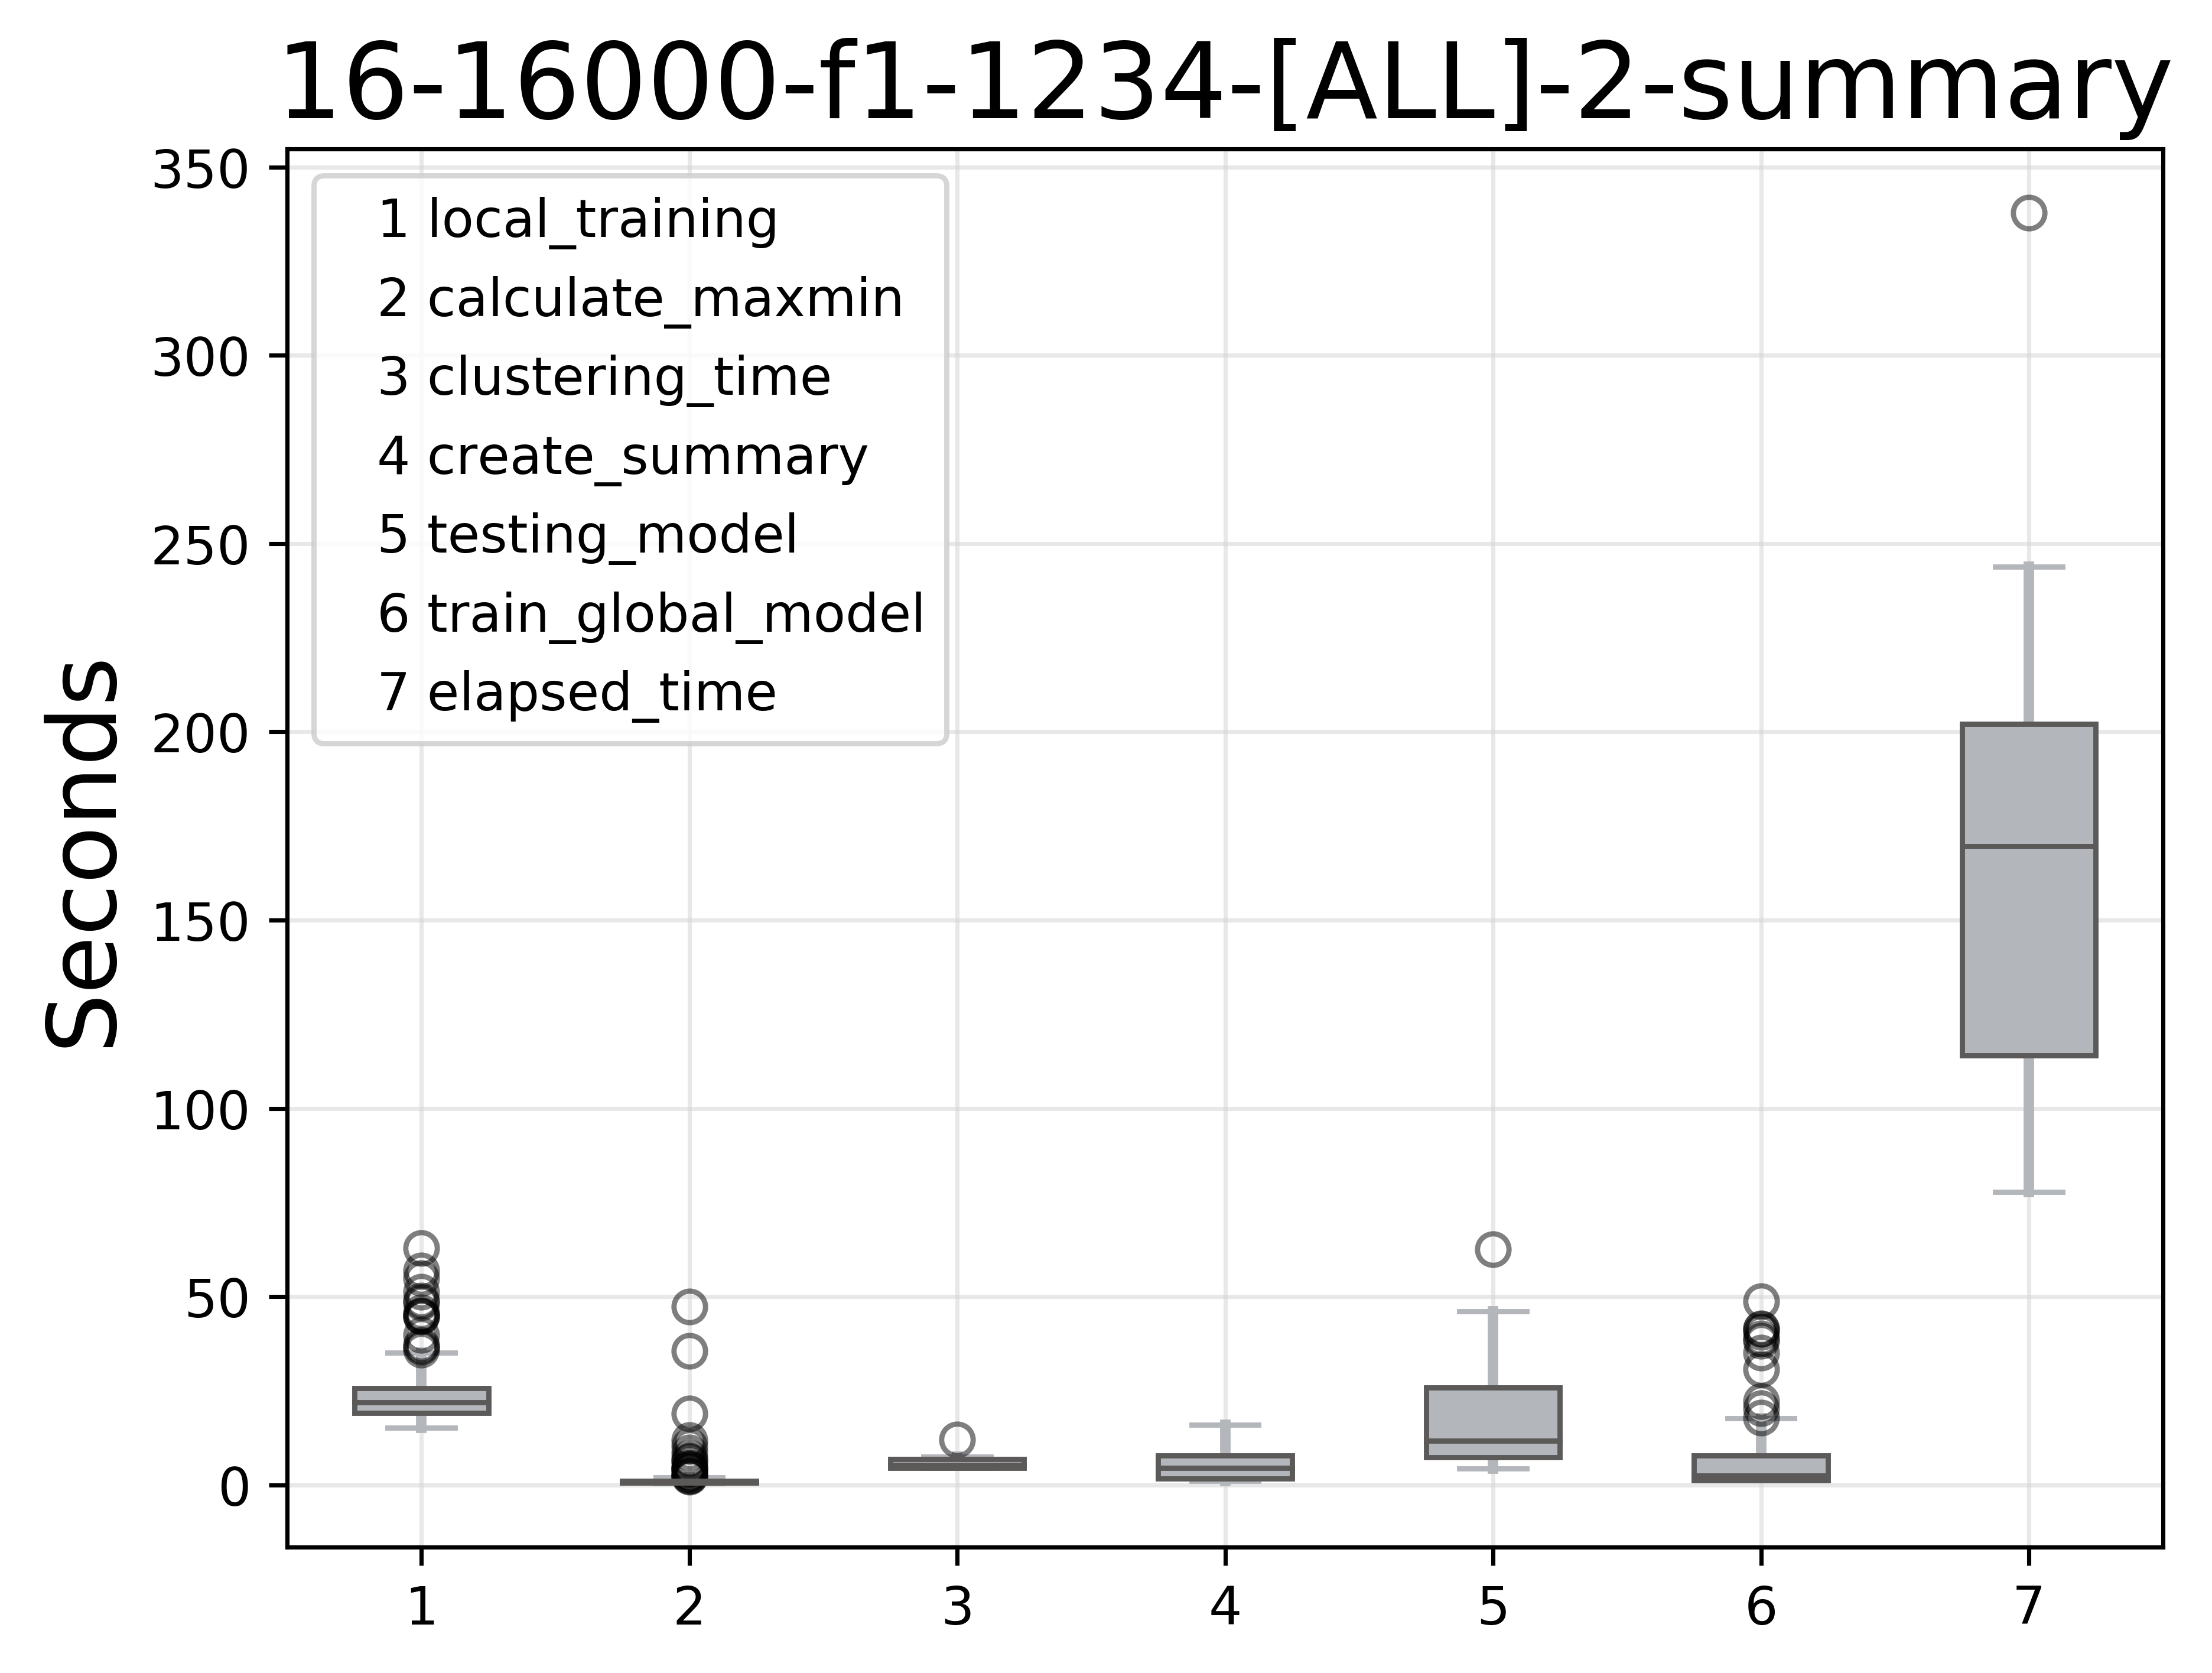 16-16000-f1-1234-[ALL]-2-summary
350
300
250
200
150
100
50
0
Seconds
1 local_training
2 calculate_maxmin
3 clustering_time
4 create_summary
5 testing_model
6 train_global_model
7 elapsed_time
1 2 3 4 5 6 7